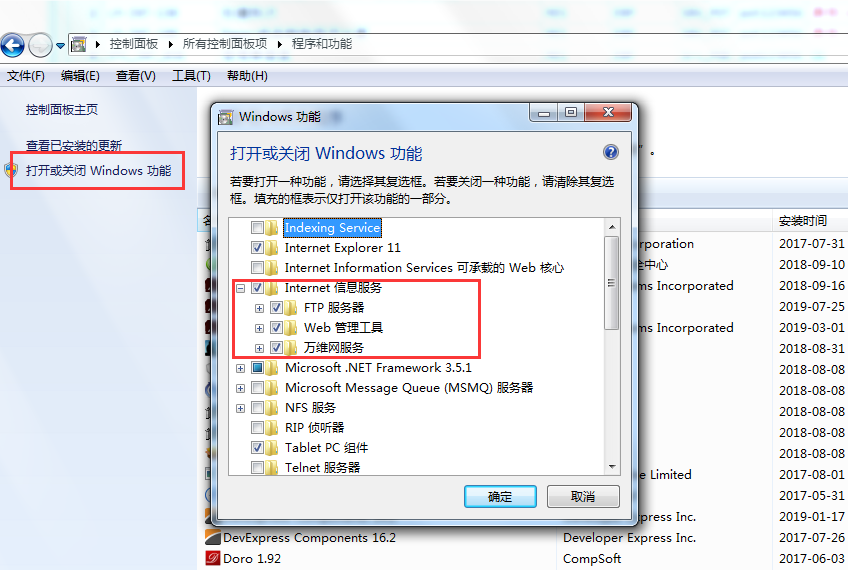 控制面板 ▸ 所有控制面板项 ▸ 程序和功能
文件(F) 编辑(E) 查看(V) 工具(T) 帮助(H)
控制面板主页
查看已安装的更新
打开或关闭 Windows 功能
Windows 功能
打开或关闭 Windows 功能
若要打开一种功能，请选择其复选框。若要关闭一种功能，请清除其复选
框。填充的框表示仅打开该功能的一部分。
Indexing Service
Internet Explorer 11
Internet Information Services 可承载的 Web 核心
Internet 信息服务
FTP 服务器
Web 管理工具
万维网服务
Microsoft .NET Framework 3.5.1
Microsoft Message Queue (MSMQ) 服务器
NFS 服务
RIP 侦听器
Tablet PC 组件
Telnet 服务器
确定 取消
安装时间
rporation 2017-07-31
中心 2018-09-10
ms Incorporated 2018-09-16
2019-07-25
ms Incorporated 2019-03-01
2018-08-31
2018-08-08
2018-08-08
2018-08-08
2018-08-08
2018-08-08
e Limited 2017-08-01
2017-05-31
Developer Express Inc. 2019-01-17
DevExpress Components 16.2 Developer Express Inc. 2017-07-26
Doro 1.92 CompSoft 2017-06-03